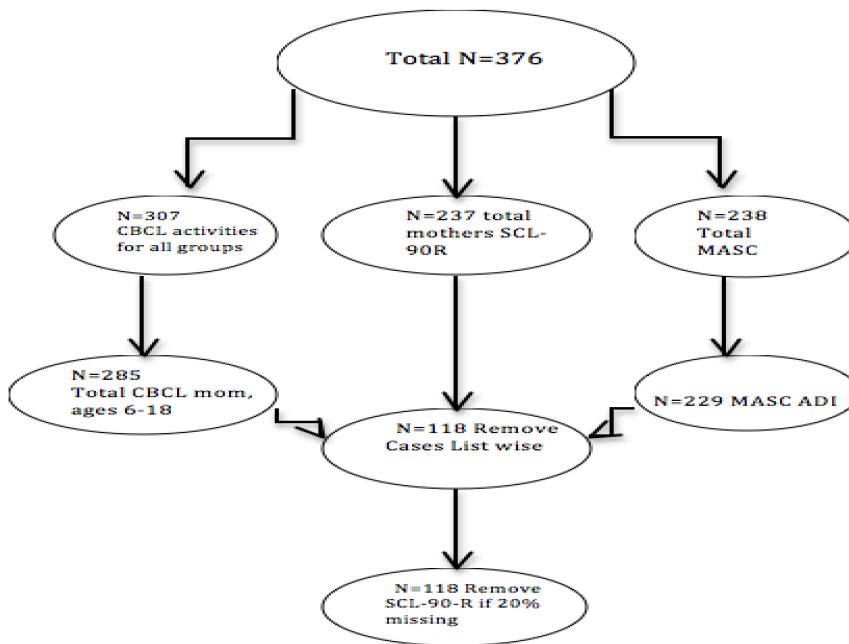 Total N=376
N=307
CBCL activities
for all groups
N=237 total
mothers SCL-
90R
N=238
Total
MASC
N=285
Total CBCL mom,
ages 6-18
N=229 MASC ADI
N=118 Remove
Cases List wise
N=118 Remove
SCL-90-R if 20%
missing